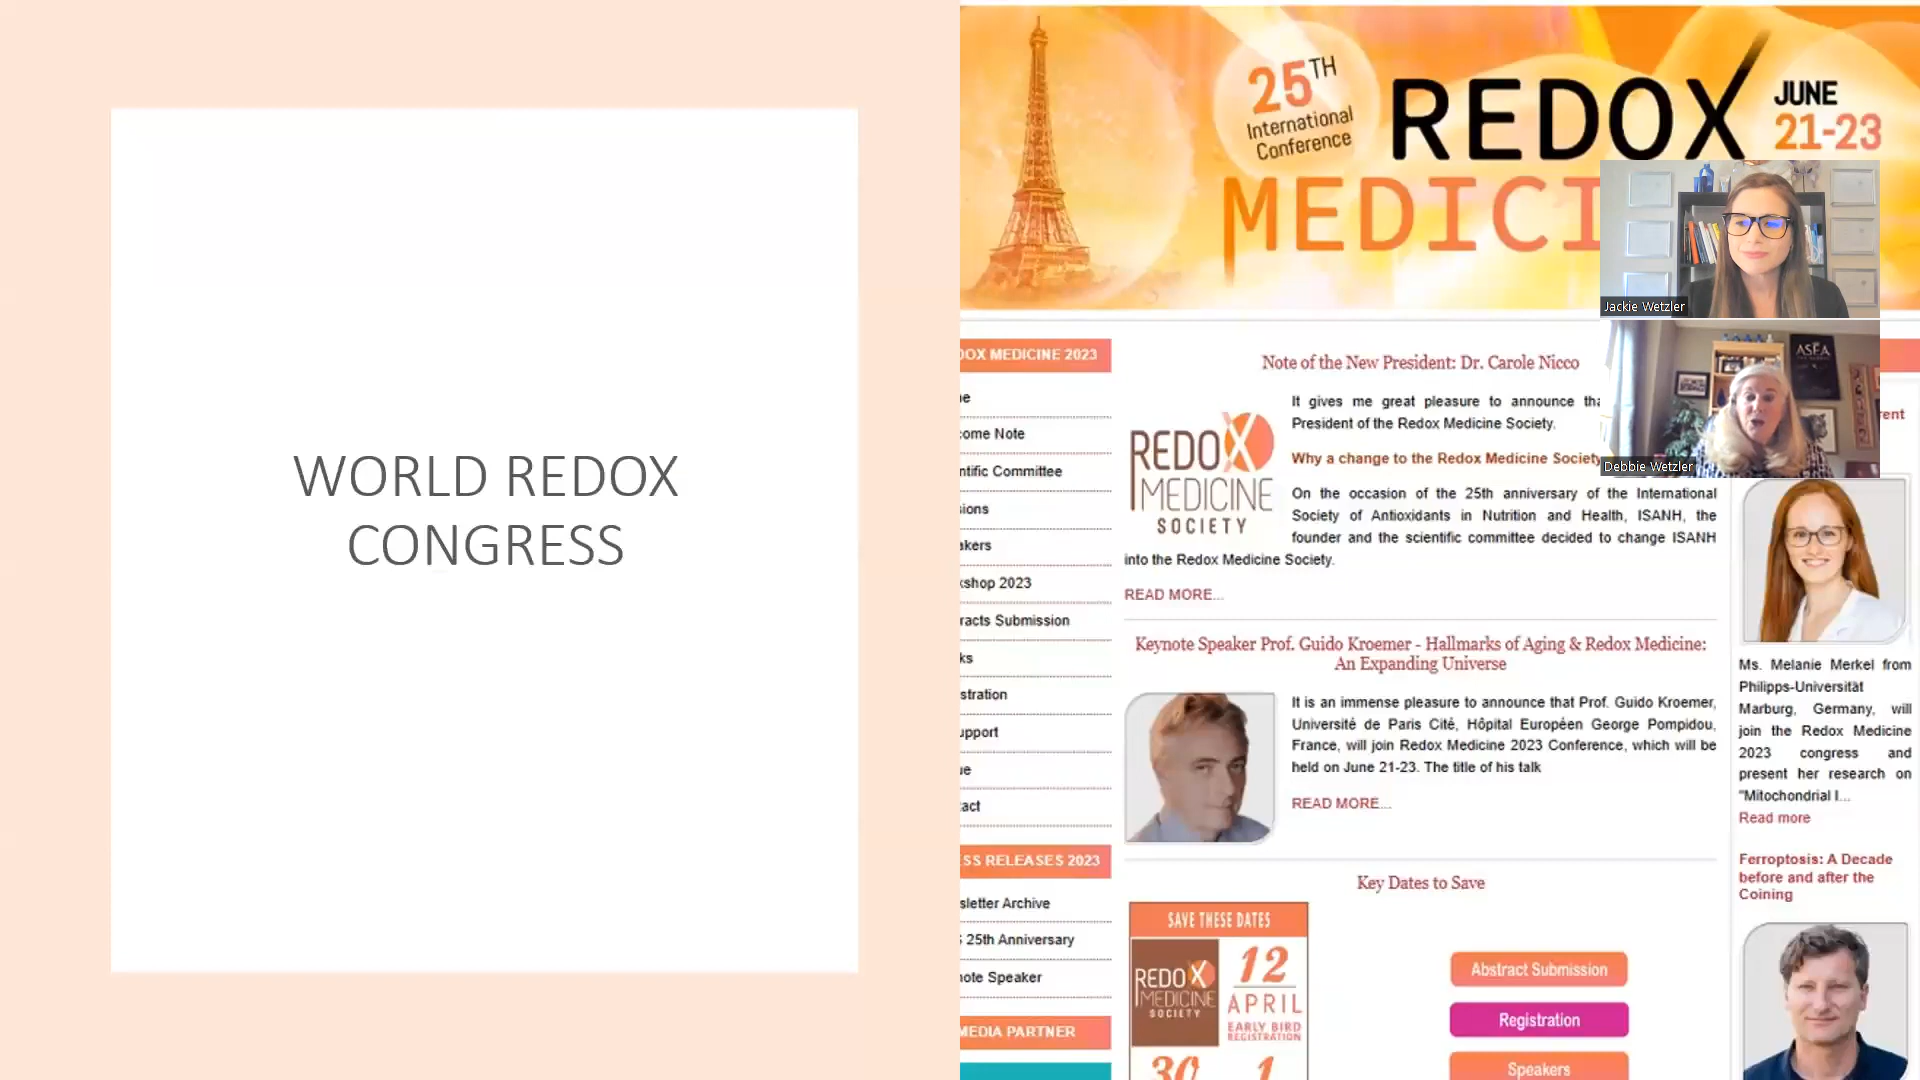 WORLD REDOX
CONGRESS
25TH
International
Conference
REDOX
MEDICI
JUNE
21-23
Jackie Wetzler
ASEA
Debbie Wetzler
OX MEDICINE 2023
come Note
ntific Committee
sions
akers
kshop 2023
racts Submission
ks
stration
upport
ue
tact
SS RELEASES 2023
sletter Archive
25th Anniversary
note Speaker
MEDIA PARTNER
Note of the New President: Dr. Carole Nicco
REDOX
MEDICINE
SOCIETY
It gives me great pleasure to announce tha
President of the Redox Medicine Society.
Why a change to the Redox Medicine Society
On the occasion of the 25th anniversary of the International
Society of Antioxidants in Nutrition and Health, ISANH, the
founder and the scientific committee decided to change ISANH
into the Redox Medicine Society.
READ MORE...
Keynote Speaker Prof. Guido Kroemer - Hallmarks of Aging & Redox Medicine:
An Expanding Universe
It is an immense pleasure to announce that Prof. Guido Kroemer,
Université de Paris Cité, Hôpital Européen George Pompidou,
France, will join Redox Medicine 2023 Conference, which will be
held on June 21-23. The title of his talk
READ MORE...
Key Dates to Save
SAVE THESE DATES
REDOX
MEDICINE
SOCIETY
12
APRIL
EARLY BIRD
REGISTRATION
30
1
Abstract Submission
Registration
Speakers
rent
Ms. Melanie Merkel from
Philipps-Universität
Marburg, Germany, will
join the Redox Medicine
2023 congress and
present her research on
"Mitochondrial I...
Read more
Ferroptosis: A Decade
before and after the
Coining